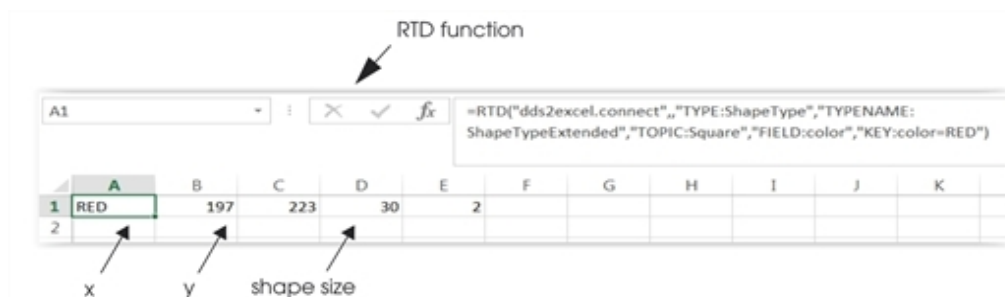 RTD function
A1 fx =RTD("dds2excel.connect",,"TYPE:ShapeType","TYPENAME:
ShapeTypeExtended","TOPIC:Square","FIELD:color","KEY:color=RED")
A B C D E F G H I J K
1 RED 197 223 30 2
2
x y shape size